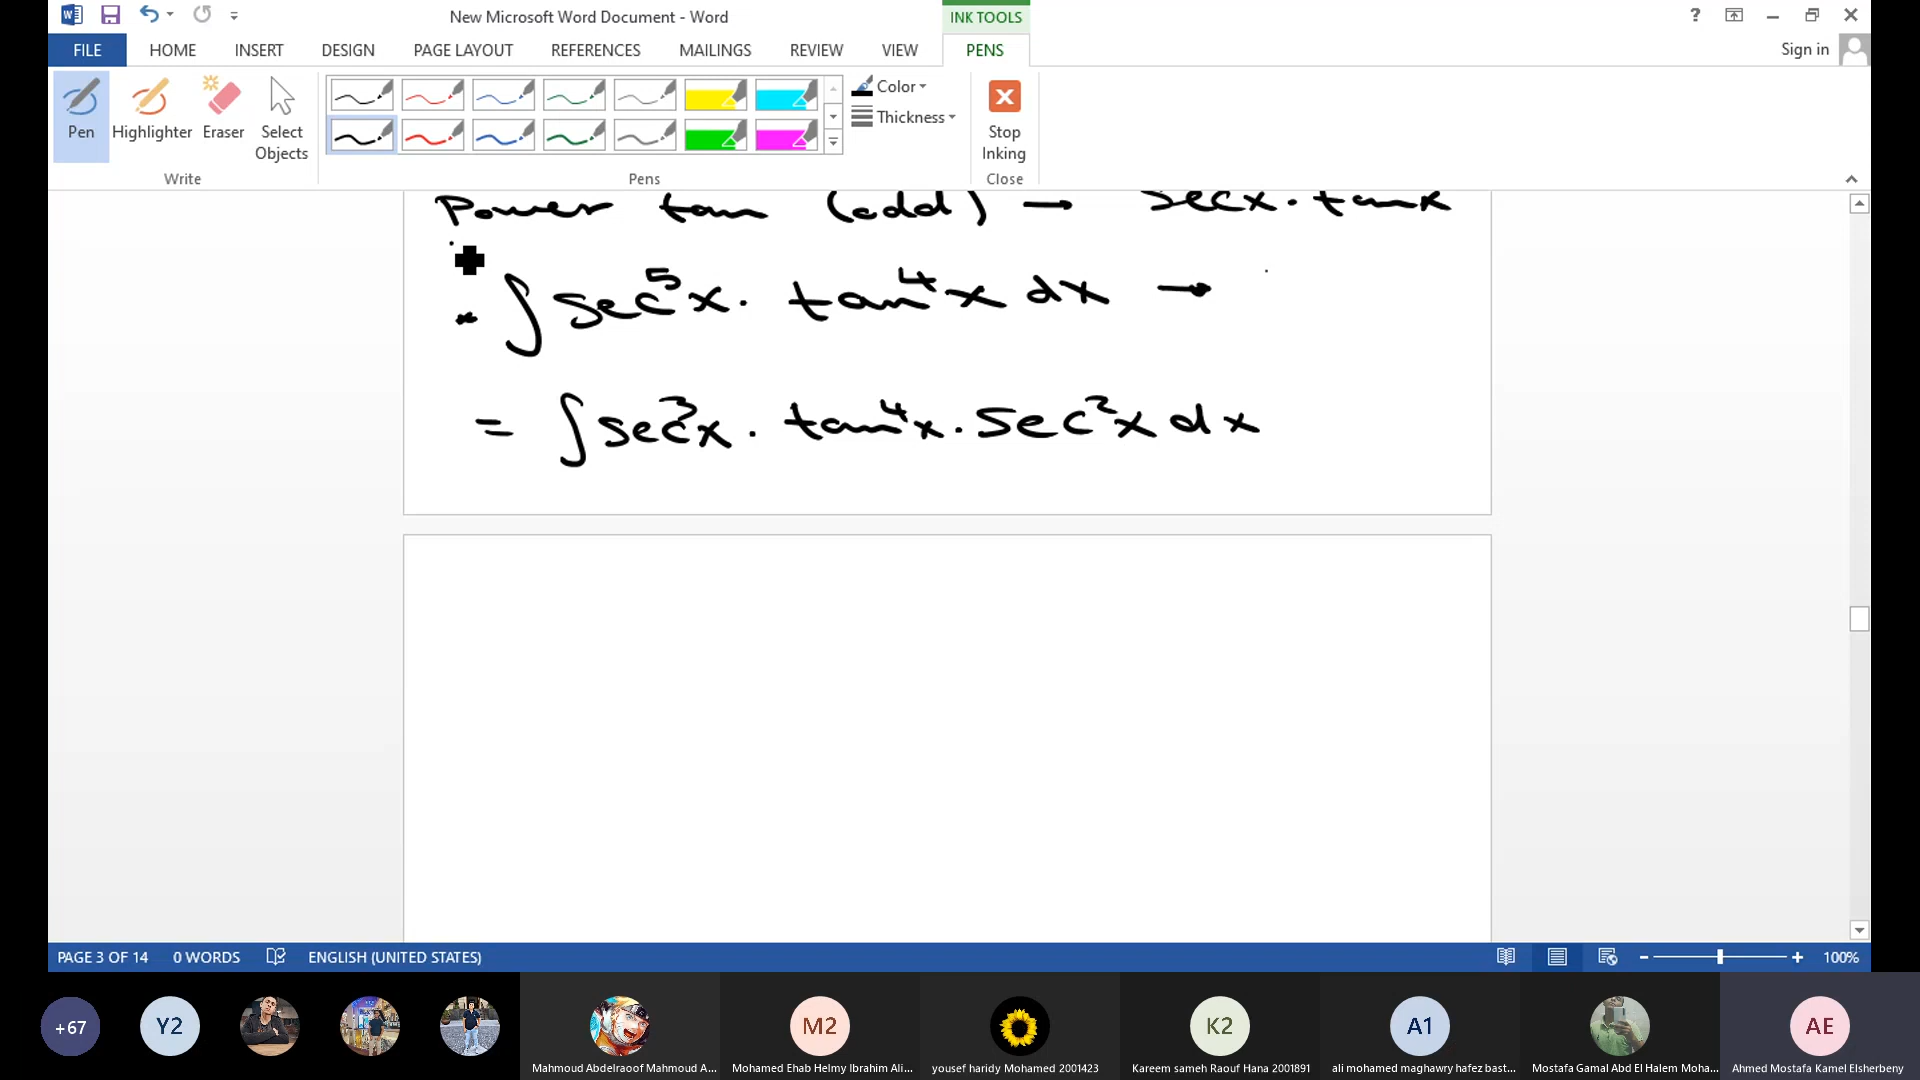 New Microsoft Word Document - Word
INK TOOLS
?
FILE HOME INSERT DESIGN PAGE LAYOUT REFERENCES MAILINGS REVIEW VIEW PENS
Sign in
Pen Highlighter Eraser Select Objects
Color
Thickness
Stop Inking
Write Pens Close
Power tan (odd) → secx . tanx
∫ sec⁵x . tan⁴x dx →
= ∫ sec³x . tan⁴x . sec²x dx
PAGE 3 OF 14 0 WORDS ENGLISH (UNITED STATES) 100%
+67 Y2 M2 K2 A1 AE
Mahmoud Abdelraoof Mahmoud A... Mohamed Ehab Helmy Ibrahim Ali... yousef haridy Mohamed 2001423 Kareem sameh Raouf Hana 2001891 ali mohamed maghawry hafez bast... Mostafa Gamal Abd El Halem Moha... Ahmed Mostafa Kamel Elsherbeny